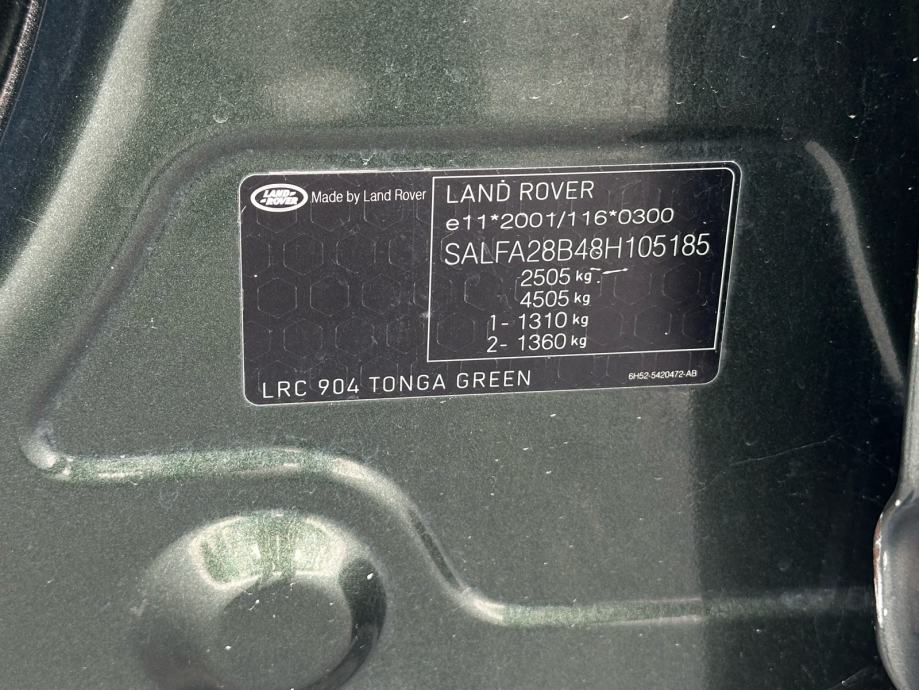 LAND ROVER
Made by Land Rover
LAND ROVER
e11*2001/116*0300
SALFA28B48H105185
2505 kg
4505 kg
1- 1310 kg
2- 1360 kg
LRC 904 TONGA GREEN
6H52-5420472-AB